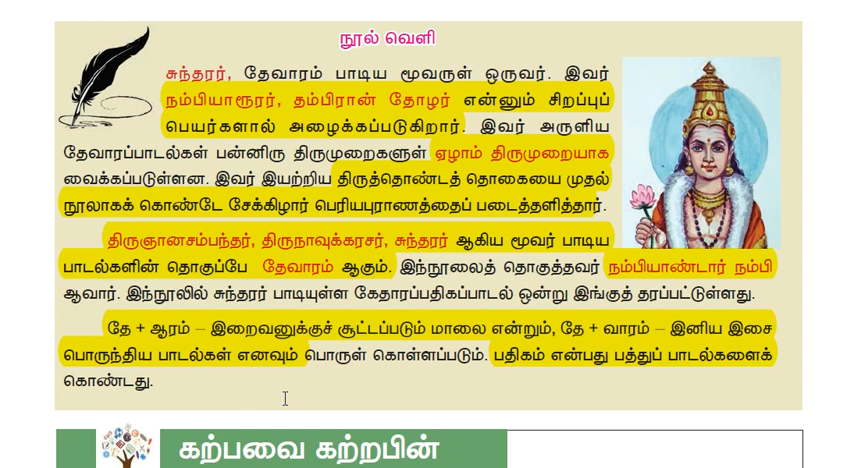 நூல் வெளி
சுந்தரர், தேவாரம் பாடிய மூவருள் ஒருவர். இவர்
நம்பியாரூரர், தம்பிரான் தோழர் என்னும் சிறப்புப்
பெயர்களால் அழைக்கப்படுகிறார். இவர் அருளிய
தேவாரப்பாடல்கள் பன்னிரு திருமுறைகளுள் ஏழாம் திருமுறையாக
வைக்கப்பட்டுள்ளன. இவர் இயற்றிய திருத்தொண்டத் தொகையை முதல்
நூலாகக் கொண்டே சேக்கிழார் பெரியபுராணத்தைப் படைத்தளித்தார்.
திருஞானசம்பந்தர், திருநாவுக்கரசர், சுந்தரர் ஆகிய மூவர் பாடிய
பாடல்களின் தொகுப்பே தேவாரம் ஆகும். இந்நூலைத் தொகுத்தவர் நம்பியாண்டார் நம்பி
ஆவார். இந்நூலில் சுந்தரர் பாடியுள்ள கேதாரப்பதிகப்பாடல் ஒன்று இங்குத் தரப்பட்டுள்ளது.
தே + ஆரம் – இறைவனுக்குச் சூட்டப்படும் மாலை என்றும், தே + வாரம் – இனிய இசை
பொருந்திய பாடல்கள் எனவும் பொருள் கொள்ளப்படும். பதிகம் என்பது பத்துப் பாடல்களைக்
கொண்டது.
கற்பவை கற்றபின்